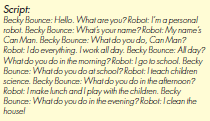 Script:
Becky Bounce: Hello. What are you? Robot: I'm a personal
robot. Becky Bounce: What's your name? Robot: My name's
Can Man. Becky Bounce: What do you do, Can Man?
Robot: I do everything. I work all day. Becky Bounce: All day?
What do you do in the morning? Robot: I go to school. Becky
Bounce: What do you do at school? Robot: I teach children
science. Becky Bounce: What do you do in the afternoon?
Robot: I make lunch and I play with the children. Becky
Bounce: What do you do in the evening? Robot: I clean the
house!